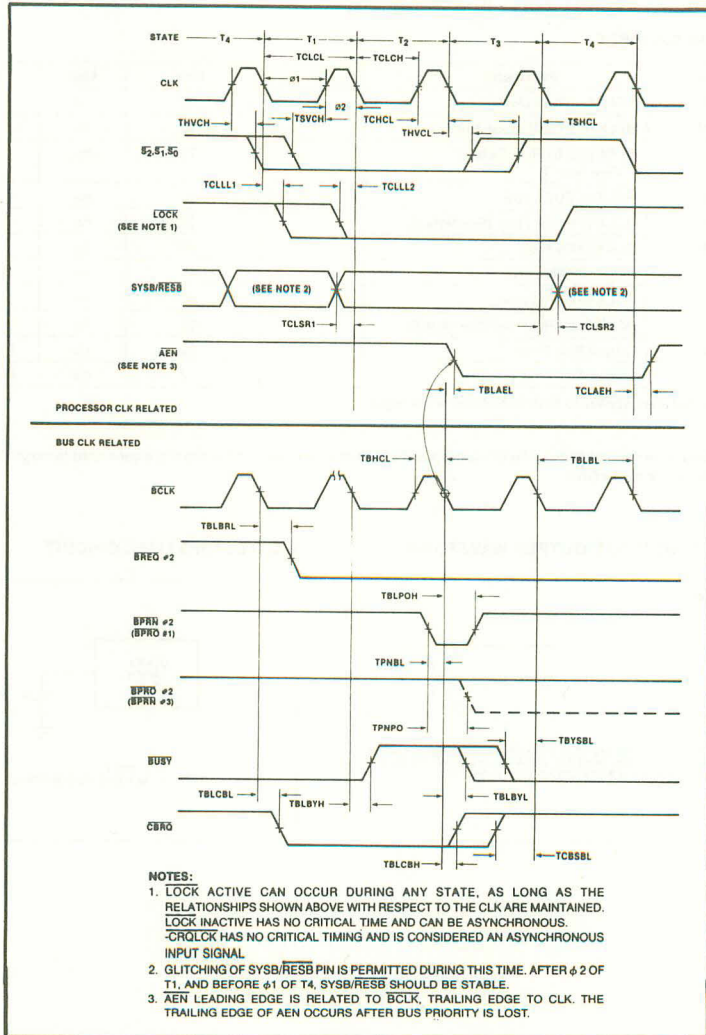 STATE T4 T1 T2 T3 T4
TCLCL TCLCH
CLK ø1
ø2
THVCH TSVCH TCHCL THVCL TSHCL
S2,S1,S0
TCLLL1 TCLLL2
LOCK
(SEE NOTE 1)
SYSB/RESB (SEE NOTE 2) (SEE NOTE 2)
TCLSR1 TCLSR2
AEN
(SEE NOTE 3)
TBLAEL TCLAEH
PROCESSOR CLK RELATED
BUS CLK RELATED
TBHCL TBLBL
BCLK
TBLBRL
BREQ #2
TBLPOH
BPRN #2
(BPRO #1)
TPNBL
BPRO #2
(BPRN #3)
TPNPO TBYSBL
BUSY
TBLCBL TBLBYH TBLBYL
CBRQ
TBLCBH TCBSBL
NOTES:
1. LOCK ACTIVE CAN OCCUR DURING ANY STATE, AS LONG AS THE
RELATIONSHIPS SHOWN ABOVE WITH RESPECT TO THE CLK ARE MAINTAINED.
LOCK INACTIVE HAS NO CRITICAL TIME AND CAN BE ASYNCHRONOUS.
-CRQLCK HAS NO CRITICAL TIMING AND IS CONSIDERED AN ASYNCHRONOUS
INPUT SIGNAL
2. GLITCHING OF SYSB/RESB PIN IS PERMITTED DURING THIS TIME. AFTER φ2 OF
T1, AND BEFORE φ1 OF T4, SYSB/RESB SHOULD BE STABLE.
3. AEN LEADING EDGE IS RELATED TO BCLK, TRAILING EDGE TO CLK. THE
TRAILING EDGE OF AEN OCCURS AFTER BUS PRIORITY IS LOST.